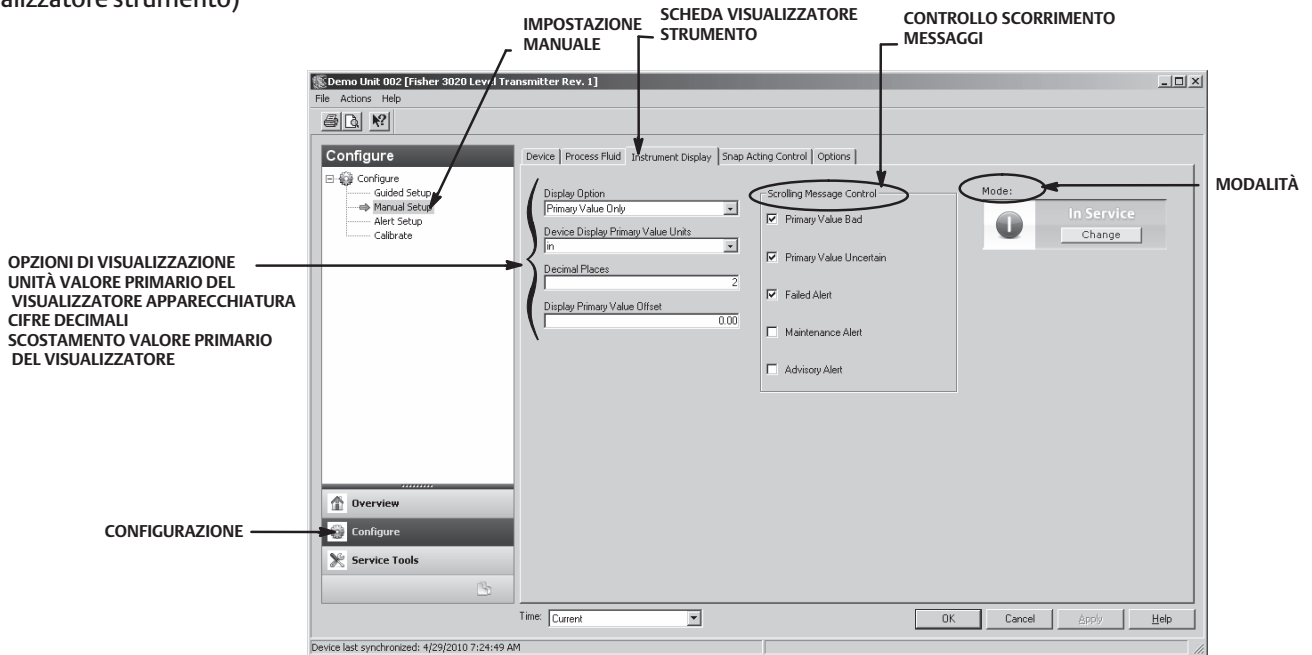 alizzatore strumento)
IMPOSTAZIONE
MANUALE
SCHEDA VISUALIZZATORE
STRUMENTO
CONTROLLO SCORRIMENTO
MESSAGGI
Demo Unit 002 [Fisher 3020 Level Transmitter Rev. 1]
File Actions Help
Configure
Configure
Guided Setup
Manual Setup
Alert Setup
Calibrate
Device
Process Fluid
Instrument Display
Snap Acting Control
Options
Display Option
Primary Value Only
Device Display Primary Value Units
in
Decimal Places
2
Display Primary Value Offset
0.00
Scrolling Message Control
Primary Value Bad
Primary Value Uncertain
Failed Alert
Maintenance Alert
Advisory Alert
Mode:
In Service
Change
MODALITÀ
OPZIONI DI VISUALIZZAZIONE
UNITÀ VALORE PRIMARIO DEL
VISUALIZZATORE APPARECCHIATURA
CIFRE DECIMALI
SCOSTAMENTO VALORE PRIMARIO
DEL VISUALIZZATORE
Overview
CONFIGURAZIONE
Configure
Service Tools
Time:
Current
OK
Cancel
Apply
Help
Device last synchronized: 4/29/2010 7:24:49 AM